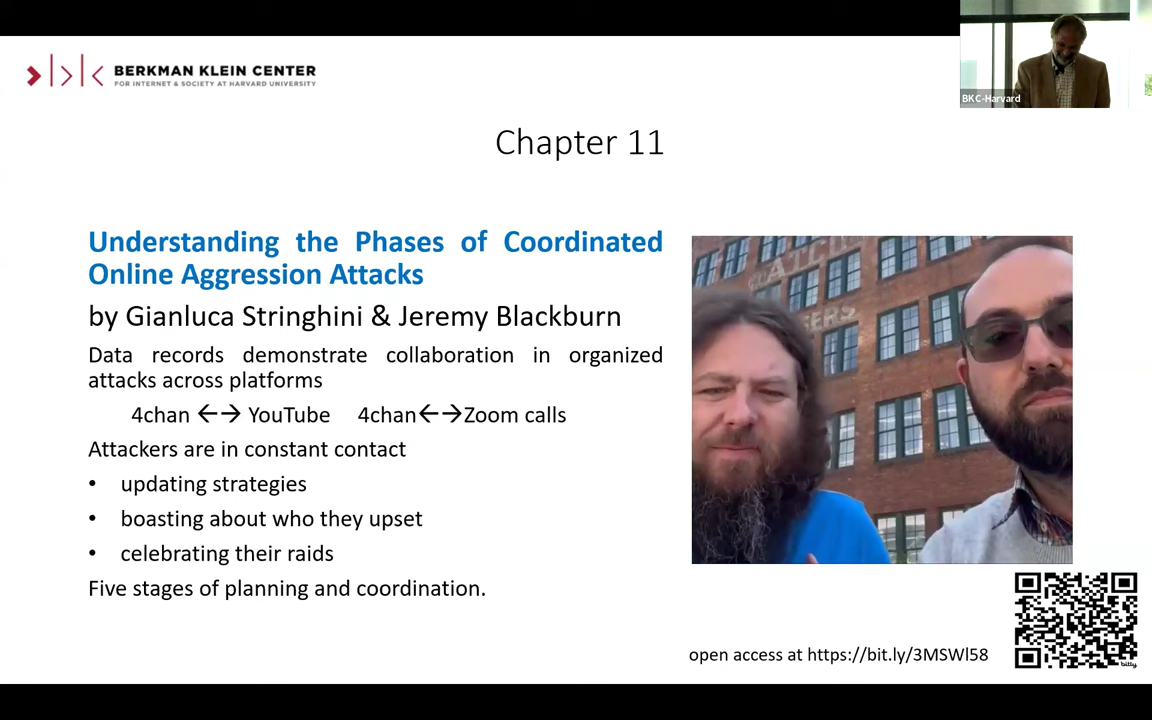 BERKMAN KLEIN CENTER
FOR INTERNET & SOCIETY AT HARVARD UNIVERSITY
BKC-Harvard
Chapter 11
Understanding the Phases of Coordinated
Online Aggression Attacks
by Gianluca Stringhini & Jeremy Blackburn
Data records demonstrate collaboration in organized
attacks across platforms
4chan ←→ YouTube 4chan←→Zoom calls
Attackers are in constant contact
• updating strategies
• boasting about who they upset
• celebrating their raids
Five stages of planning and coordination.
open access at https://bit.ly/3MSWl58
bitly